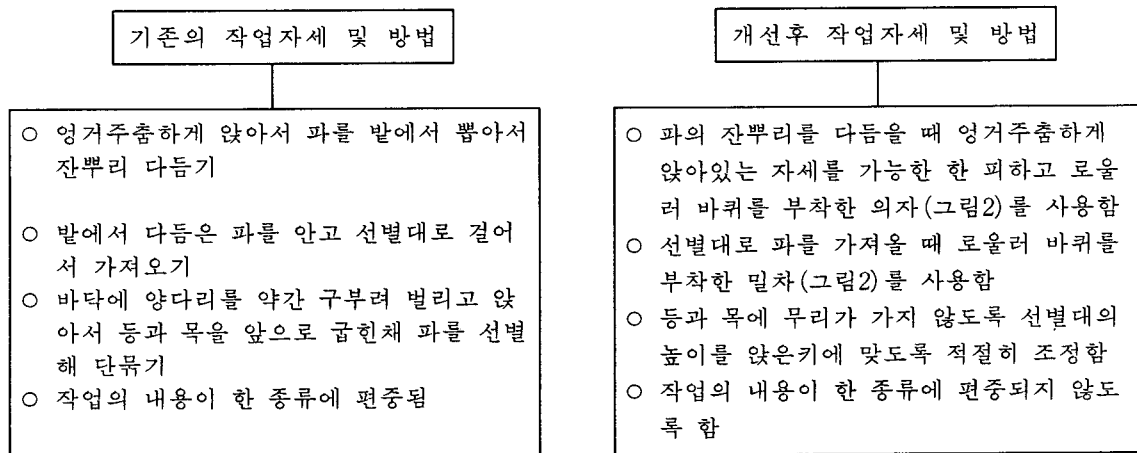 기존의 작업자세 및 방법
○ 엉거주춤하게 앉아서 파를 밭에서 뽑아서
잔뿌리 다듬기
○ 밭에서 다듬은 파를 안고 선별대로 걸어
서 가져오기
○ 바닥에 양다리를 약간 구부려 벌리고 앉
아서 등과 목을 앞으로 굽힌채 파를 선별
해 단묶기
○ 작업의 내용이 한 종류에 편중됨
개선후 작업자세 및 방법
○ 파의 잔뿌리를 다듬을 때 엉거주춤하게
앉아있는 자세를 가능한 한 피하고 로울
러 바퀴를 부착한 의자(그림2)를 사용함
○ 선별대로 파를 가져올 때 로울러 바퀴를
부착한 밀차(그림2)를 사용함
○ 등과 목에 무리가 가지 않도록 선별대의
높이를 앉은키에 맞도록 적절히 조정함
○ 작업의 내용이 한 종류에 편중되지 않도
록 함